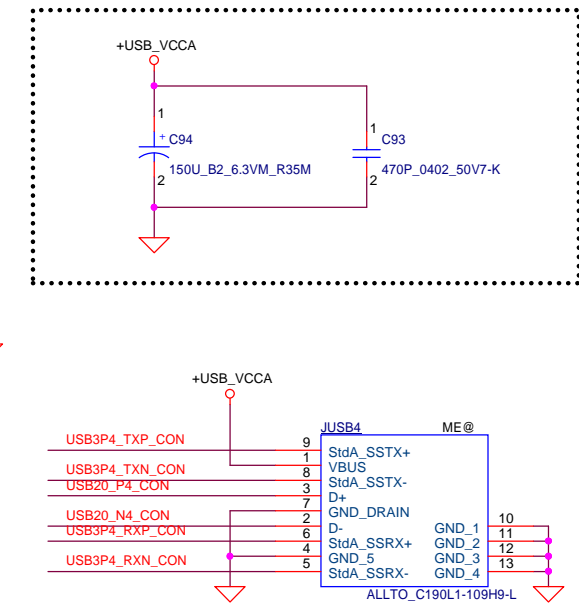 +USB_VCCA
1
1
+ C94
C93
150U_B2_6.3VM_R35M
470P_0402_50V7-K
2
2
+USB_VCCA
JUSB4
ME@
USB3P4_TXP_CON
9
StdA_SSTX+
1
VBUS
USB3P4_TXN_CON
8
StdA_SSTX-
USB20_P4_CON
3
D+
7
GND_DRAIN
USB20_N4_CON
2
D-
GND_1
10
USB3P4_RXP_CON
6
StdA_SSRX+
GND_2
11
4
GND_5
GND_3
12
USB3P4_RXN_CON
5
StdA_SSRX-
GND_4
13
ALLTO_C190L1-109H9-L